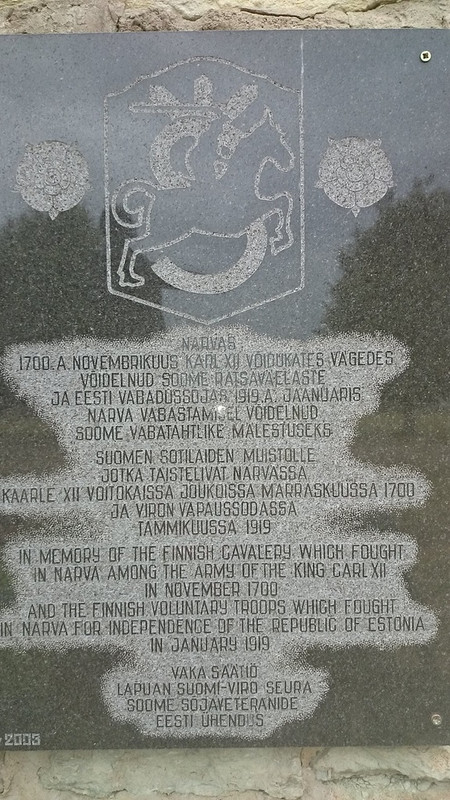 NARVAS
1700. A. NOVEMBRIKUUS KARL XII VÕIDUKATES VÄGEDES
VÕIDELNUD SOOME RATSAVÄELASTE
JA EESTI VABADUSSÕJAS 1919. A. JAANUARIS
NARVA VABASTAMISEL VÕIDELNUD
SOOME VABATAHTLIKE MÄLESTUSEKS
SUOMEN SOTILAIDEN MUISTOLLE
JOTKA TAISTELIVAT NARVASSA
KAARLE XII VOITOKAISSA JOUKOISSA MARRASKUUSSA 1700
JA VIRON VAPAUSSODASSA
TAMMIKUUSSA 1919
IN MEMORY OF THE FINNISH CAVALERY WHICH FOUGHT
IN NARVA AMONG THE ARMY OF THE KING CARL XII
IN NOVEMBER 1700
AND THE FINNISH VOLUNTARY TROOPS WHICH FOUGHT
IN NARVA FOR INDEPENDENCE OF THE REPUBLIC OF ESTONIA
IN JANUARY 1919
VAKA SÄÄTIÖ
LAPUAN SUOMI-VIRO SEURA
SOOME SÕJAVETERANIDE
EESTI ÜHENDUS
2003